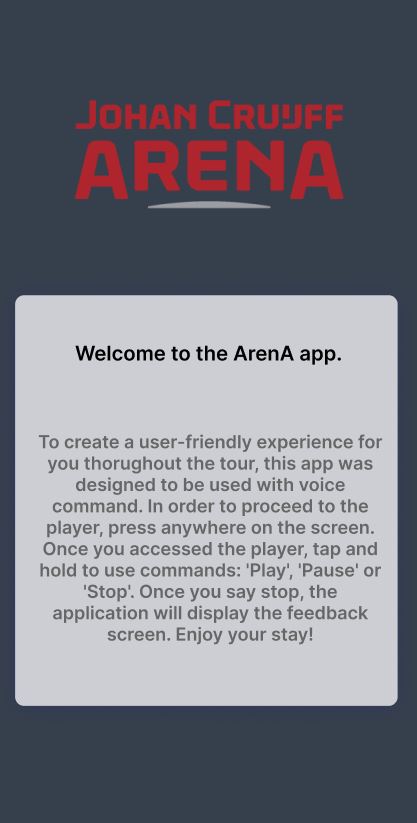 JOHAN CRUIJFF
ARENA
Welcome to the ArenA app.
To create a user-friendly experience for
you thorughout the tour, this app was
designed to be used with voice
command. In order to proceed to the
player, press anywhere on the screen.
Once you accessed the player, tap and
hold to use commands: 'Play', 'Pause' or
'Stop'. Once you say stop, the
application will display the feedback
screen. Enjoy your stay!